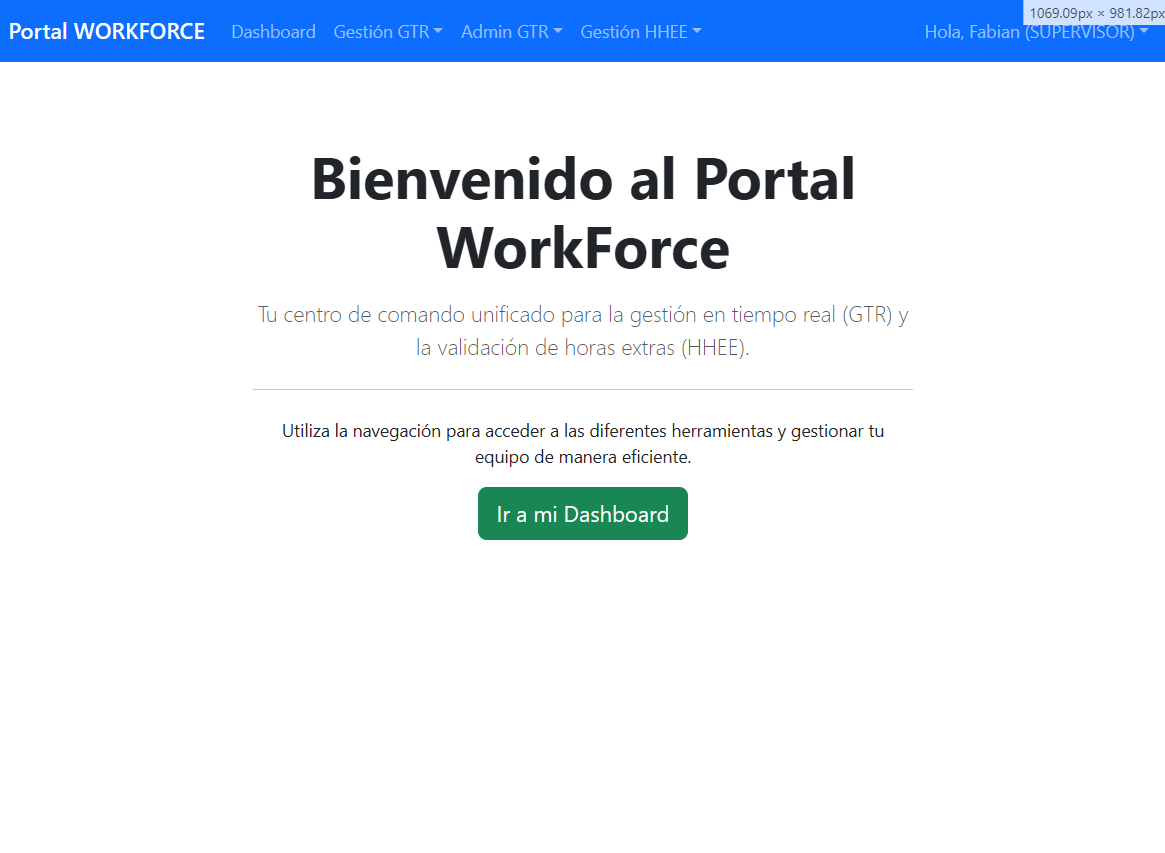 Portal WORKFORCE Dashboard Gestión GTR Admin GTR Gestión HHEE Hola, Fabian (SUPERVISOR)
1069.09px × 981.82px
Bienvenido al Portal
WorkForce
Tu centro de comando unificado para la gestión en tiempo real (GTR) y
la validación de horas extras (HHEE).
Utiliza la navegación para acceder a las diferentes herramientas y gestionar tu
equipo de manera eficiente.
Ir a mi Dashboard